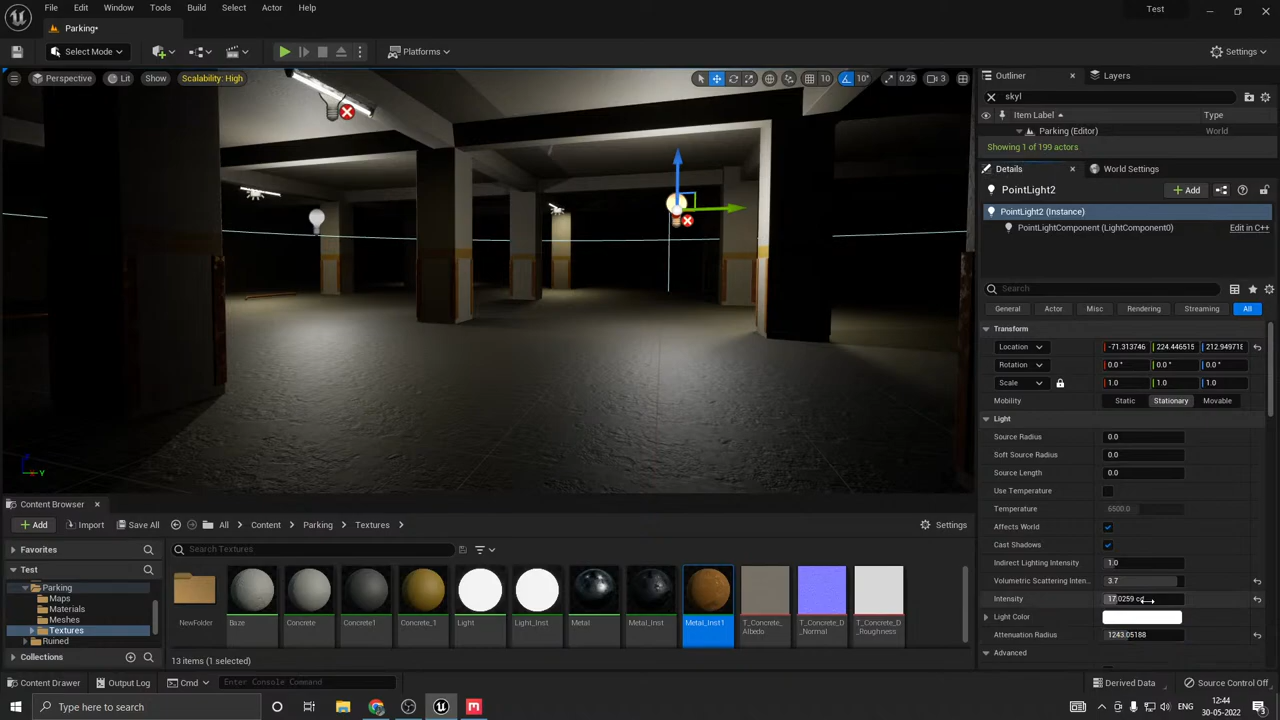 File Edit Window Tools Build Select Actor Help
Test
Parking*
Select Mode
Platforms
Settings
Perspective Lit Show Scalability: High
10 10° 0.25 3
Outliner Layers
skyl
Item Label Type
Parking (Editor) World
Showing 1 of 199 actors
Details World Settings
PointLight2
+ Add
PointLight2 (Instance)
PointLightComponent (LightComponent0) Edit in C++
Search
General Actor Misc Rendering Streaming All
Transform
Location -71.313746 224.446515 212.949718
Rotation 0.0° 0.0° 0.0°
Scale 1.0 1.0 1.0
Mobility Static Stationary Movable
Light
Source Radius 0.0
Soft Source Radius 0.0
Source Length 0.0
Use Temperature
Temperature 6500.0
Affects World
Cast Shadows
Indirect Lighting Intensity 1.0
Volumetric Scattering Inten 3.7
Intensity 17.0259
Light Color
Attenuation Radius 1243.05188
Advanced
Y
Content Browser
+ Add Import Save All All Content Parking Textures Settings
Favorites
Search Textures
Test
Parking
Maps
Materials
Meshes
Textures
Ruined
Collections
NewFolder Baze Concrete Concrete1 Concrete_1 Light Light_Inst Metal Metal_Inst Metal_Inst1 T_Concrete_Albedo T_Concrete_D_Normal T_Concrete_D_Roughness
13 items (1 selected)
Content Drawer Output Log Cmd Enter Console Command Derived Data Source Control Off
Type here to search
12:44
30-05-2022